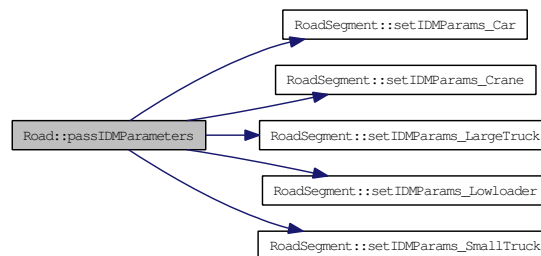 RoadSegment::setIDMParams_Car
RoadSegment::setIDMParams_Crane
Road::passIDMParameters
RoadSegment::setIDMParams_LargeTruck
RoadSegment::setIDMParams_Lowloader
RoadSegment::setIDMParams_SmallTruck